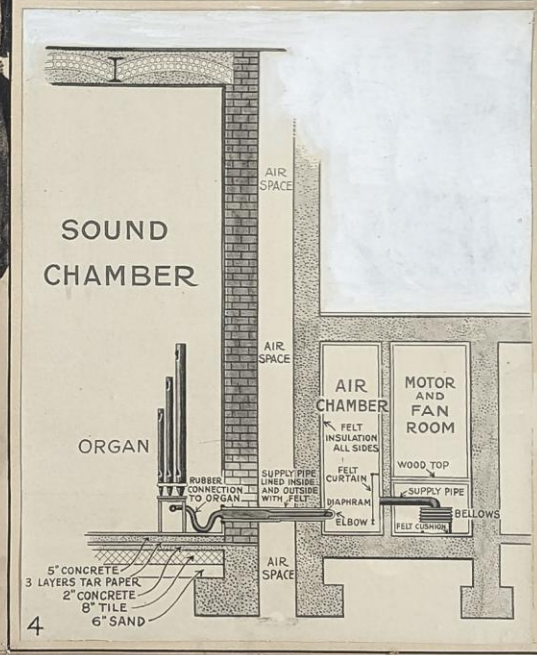 AIR
SPACE
SOUND
CHAMBER
AIR
SPACE
AIR
CHAMBER
MOTOR
AND
FAN
ROOM
FELT
INSULATION
ALL SIDES
ORGAN
WOOD TOP
FELT
CURTAIN
RUBBER
CONNECTION
TO ORGAN
SUPPLY PIPE
LINED INSIDE
AND OUTSIDE
WITH FELT
SUPPLY PIPE
DIAPHRAM
ELBOW
BELLOWS
FELT CUSHION
AIR
SPACE
5" CONCRETE
3 LAYERS TAR PAPER
2" CONCRETE
8" TILE
6" SAND
4